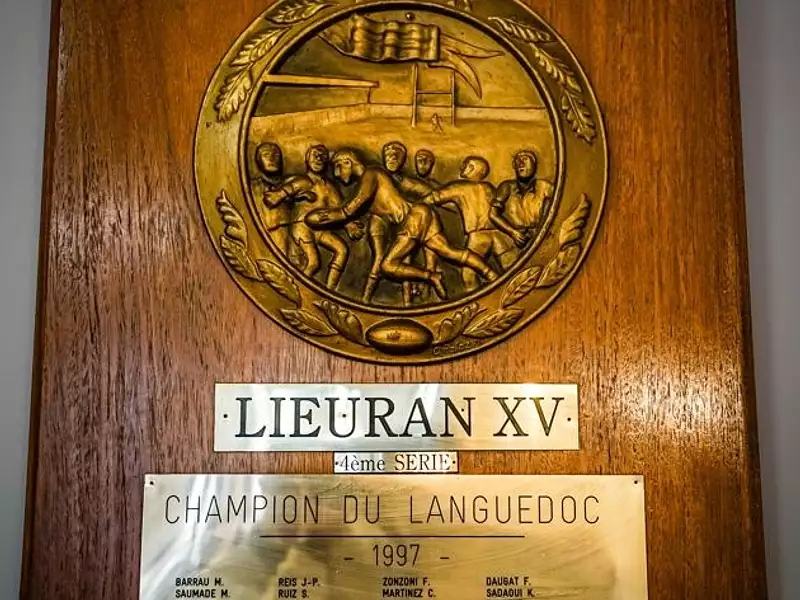 ·LIEURAN XV·
·4ème SERIE·
CHAMPION DU LANGUEDOC
- 1997 -
BARRAU M. REIS J-P. ZONZONI F. DAUGAT F.
SAUMADE M. RUIZ S. MARTINEZ C. SADAOUI K.